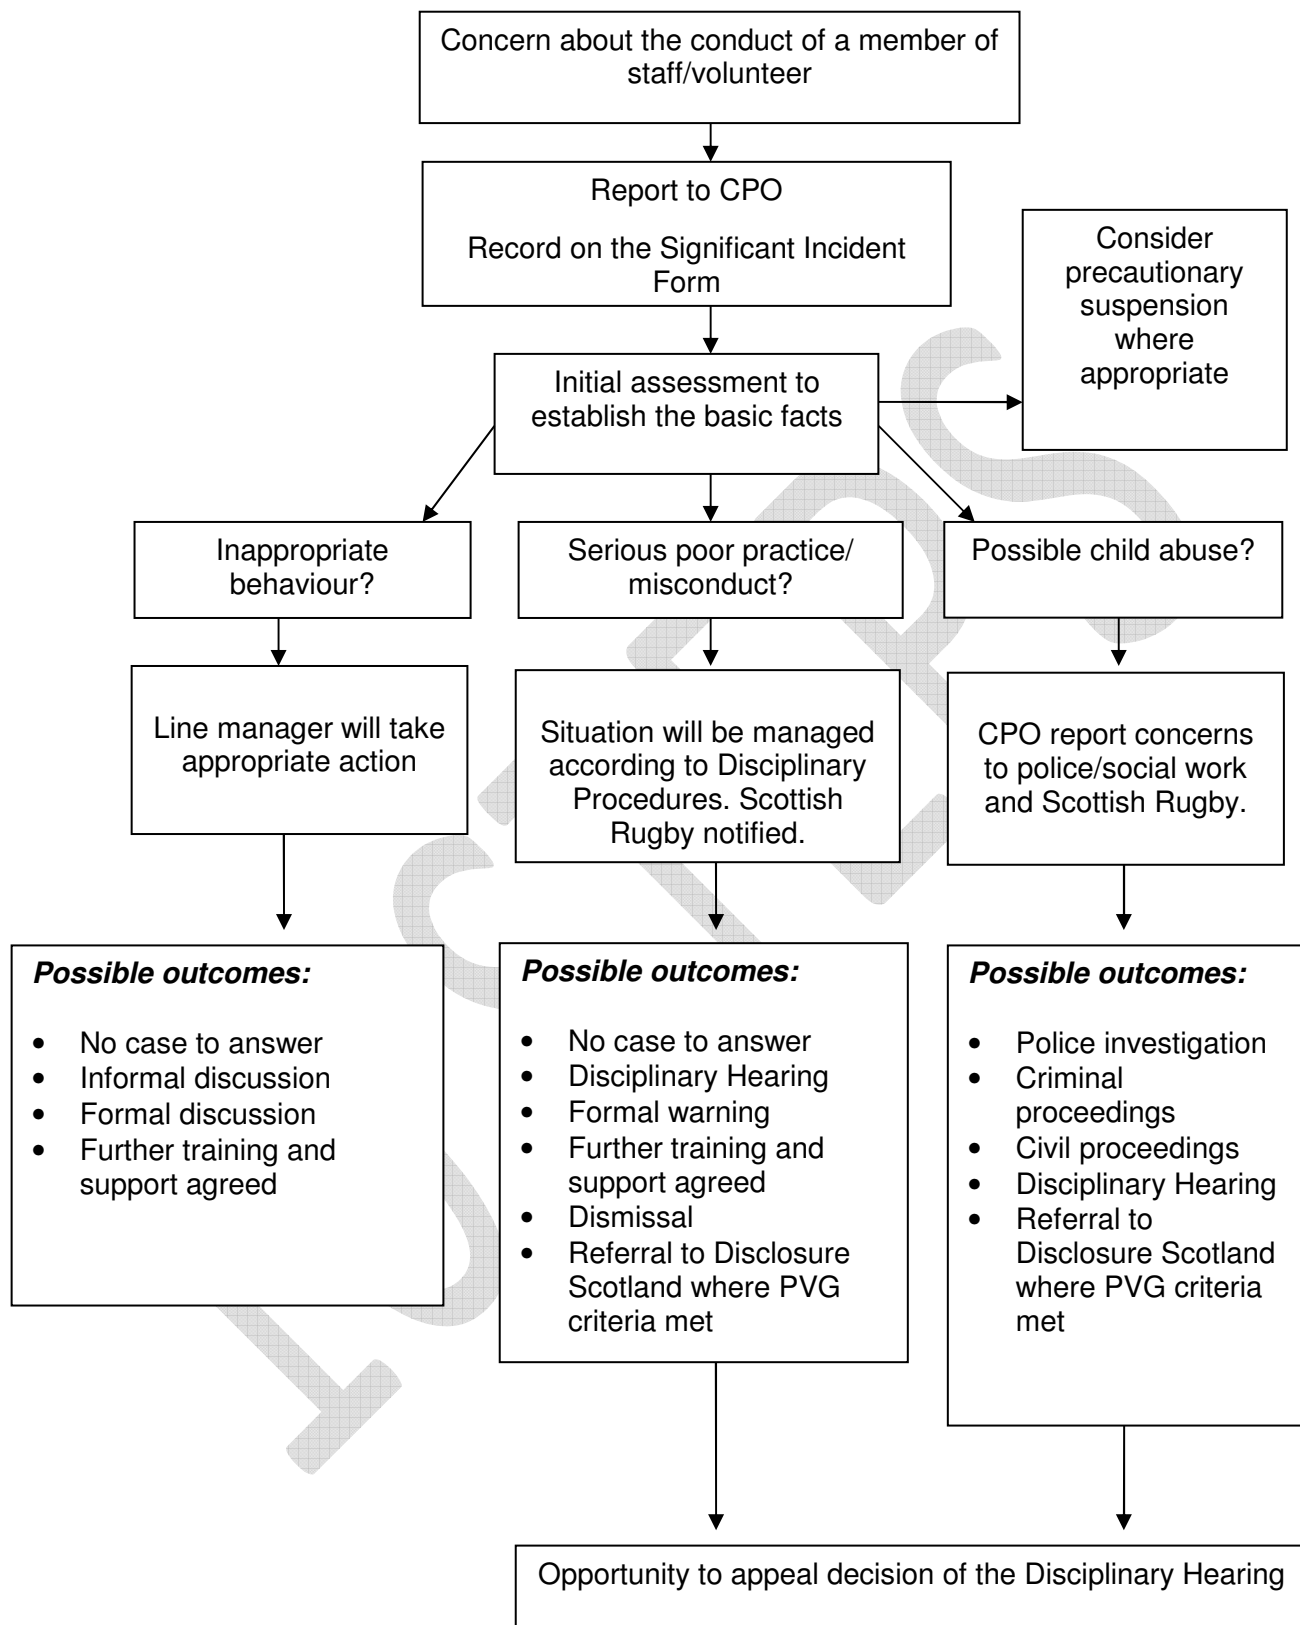 Concern about the conduct of a member of
staff/volunteer
Report to CPO
Record on the Significant Incident
Form
Consider
precautionary
suspension
where
appropriate
Initial assessment to
establish the basic facts
Inappropriate
behaviour?
Serious poor practice/
misconduct?
Possible child abuse?
Line manager will take
appropriate action
Situation will be managed
according to Disciplinary
Procedures. Scottish
Rugby notified.
CPO report concerns
to police/social work
and Scottish Rugby.
Possible outcomes:
• No case to answer
• Informal discussion
• Formal discussion
• Further training and
support agreed
Possible outcomes:
• No case to answer
• Disciplinary Hearing
• Formal warning
• Further training and
support agreed
• Dismissal
• Referral to Disclosure
Scotland where PVG
criteria met
Possible outcomes:
• Police investigation
• Criminal
proceedings
• Civil proceedings
• Disciplinary Hearing
• Referral to
Disclosure Scotland
where PVG criteria
met
Opportunity to appeal decision of the Disciplinary Hearing